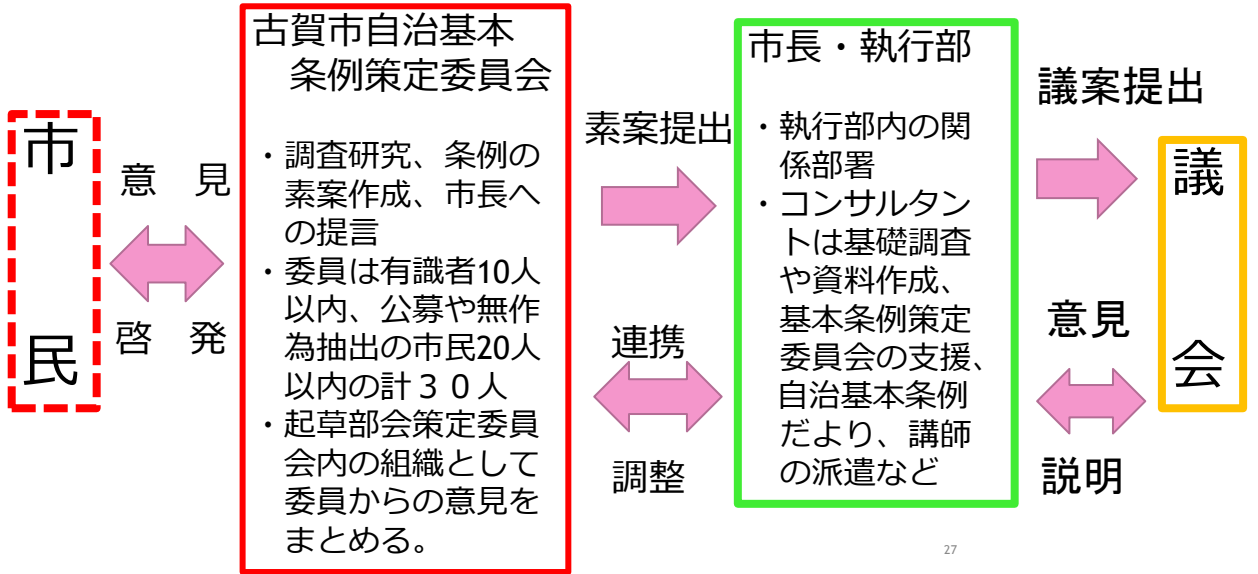 市
民
意　見
啓　発
古賀市自治基本
条例策定委員会
・調査研究、条例の
素案作成、市長へ
の提言
・委員は有識者10人
以内、公募や無作
為抽出の市民20人
以内の計３０人
・起草部会策定委員
会内の組織として
委員からの意見を
まとめる。
素案提出
連携
調整
市長・執行部
・執行部内の関
係部署
・コンサルタン
トは基礎調査
や資料作成、
基本条例策定
委員会の支援、
自治基本条例
だより、講師
の派遣など
議案提出
意見
説明
議
会
27